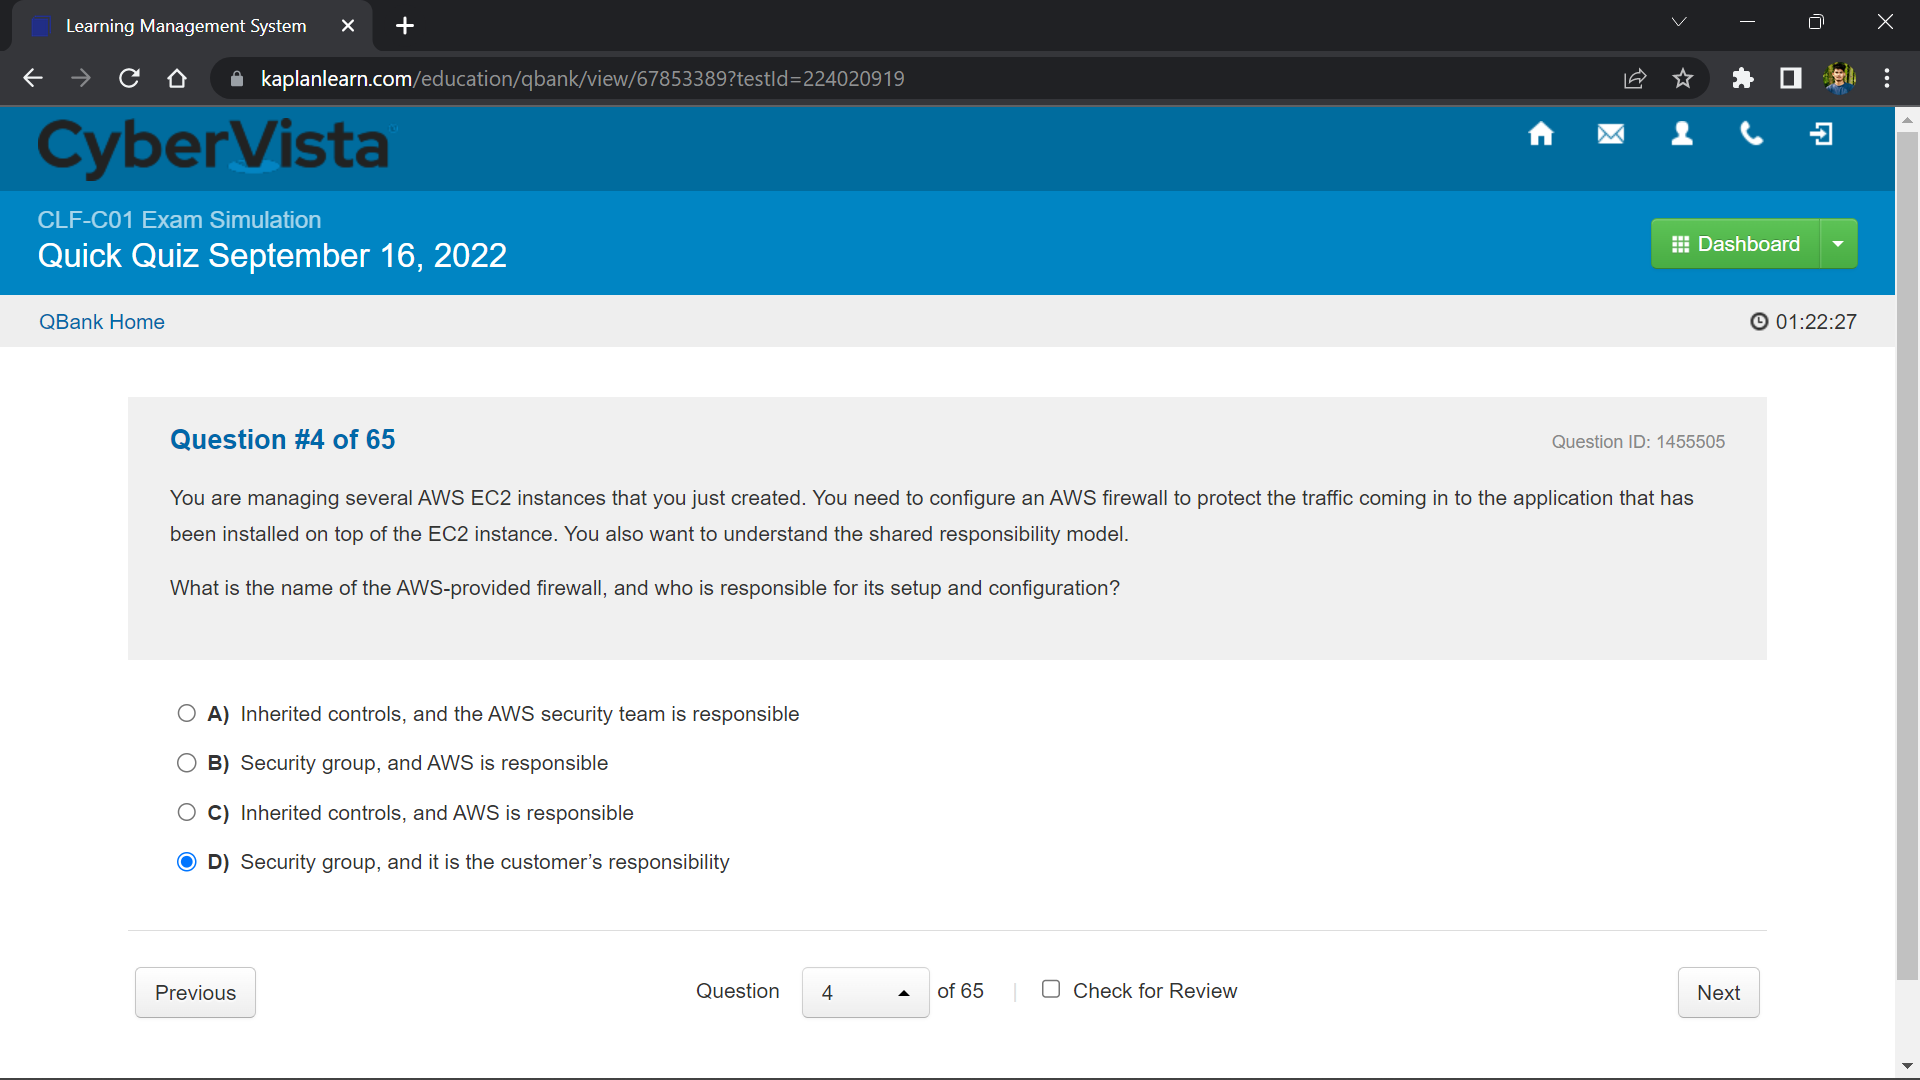 Learning Management System
kaplanlearn.com/education/qbank/view/67853389?testId=224020919
CyberVista
CLF-C01 Exam Simulation
Quick Quiz September 16, 2022
Dashboard
QBank Home
01:22:27
Question #4 of 65
Question ID: 1455505
You are managing several AWS EC2 instances that you just created. You need to configure an AWS firewall to protect the traffic coming in to the application that has
been installed on top of the EC2 instance. You also want to understand the shared responsibility model.
What is the name of the AWS-provided firewall, and who is responsible for its setup and configuration?
A) Inherited controls, and the AWS security team is responsible
B) Security group, and AWS is responsible
C) Inherited controls, and AWS is responsible
D) Security group, and it is the customer’s responsibility
Previous
Question 4 of 65 | Check for Review
Next